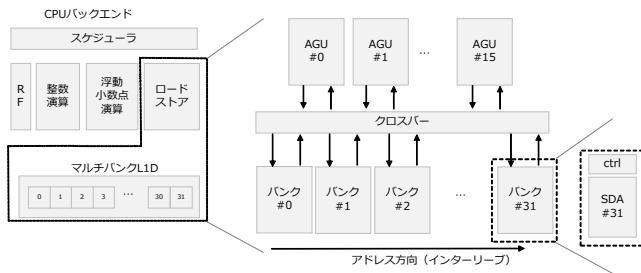 CPUバックエンド
スケジューラ
R
F
整数
演算
浮動
小数点
演算
ロード
ストア
マルチバンクL1D
0
1
2
3
…
30
31
AGU
#0
AGU
#1
…
AGU
#15
クロスバー
バンク
#0
バンク
#1
バンク
#2
…
バンク
#31
アドレス方向（インターリーブ）
ctrl
SDA
#31